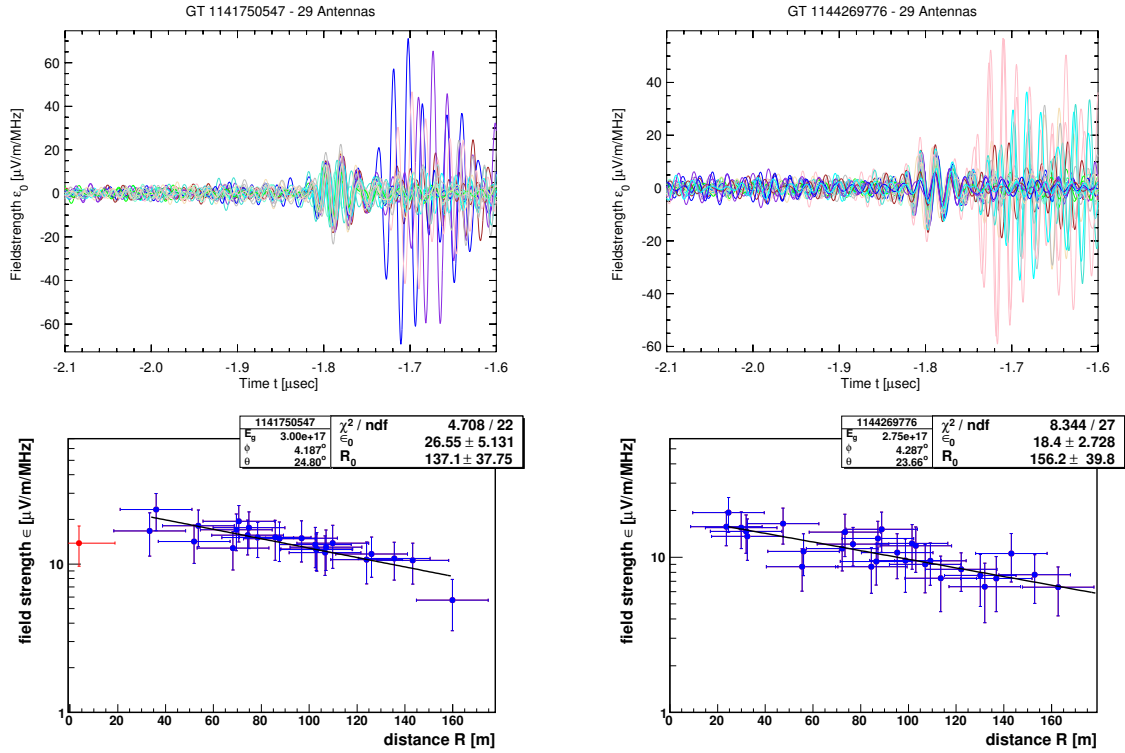 GT 1141750547 - 29 Antennas
Fieldstrength ε₀ [μV/m/MHz]
60
40
20
0
-20
-40
-60
-2.1
-2.0
-1.9
-1.8
-1.7
-1.6
Time t [μsec]
GT 1144269776 - 29 Antennas
Fieldstrength ε₀ [μV/m/MHz]
60
40
20
0
-20
-40
-60
-2.1
-2.0
-1.9
-1.8
-1.7
-1.6
Time t [μsec]
1141750547
E_g 3.00e+17
ϕ 4.187°
θ 24.80°
χ² / ndf 4.708 / 22
ϵ₀ 26.55 ± 5.131
R₀ 137.1 ± 37.75
field strength ϵ [μV/m/MHz]
10
1
0
20
40
60
80
100
120
140
160
distance R [m]
1144269776
E_g 2.75e+17
ϕ 4.287°
θ 23.66°
χ² / ndf 8.344 / 27
ϵ₀ 18.4 ± 2.728
R₀ 156.2 ± 39.8
field strength ϵ [μV/m/MHz]
10
1
0
20
40
60
80
100
120
140
160
distance R [m]